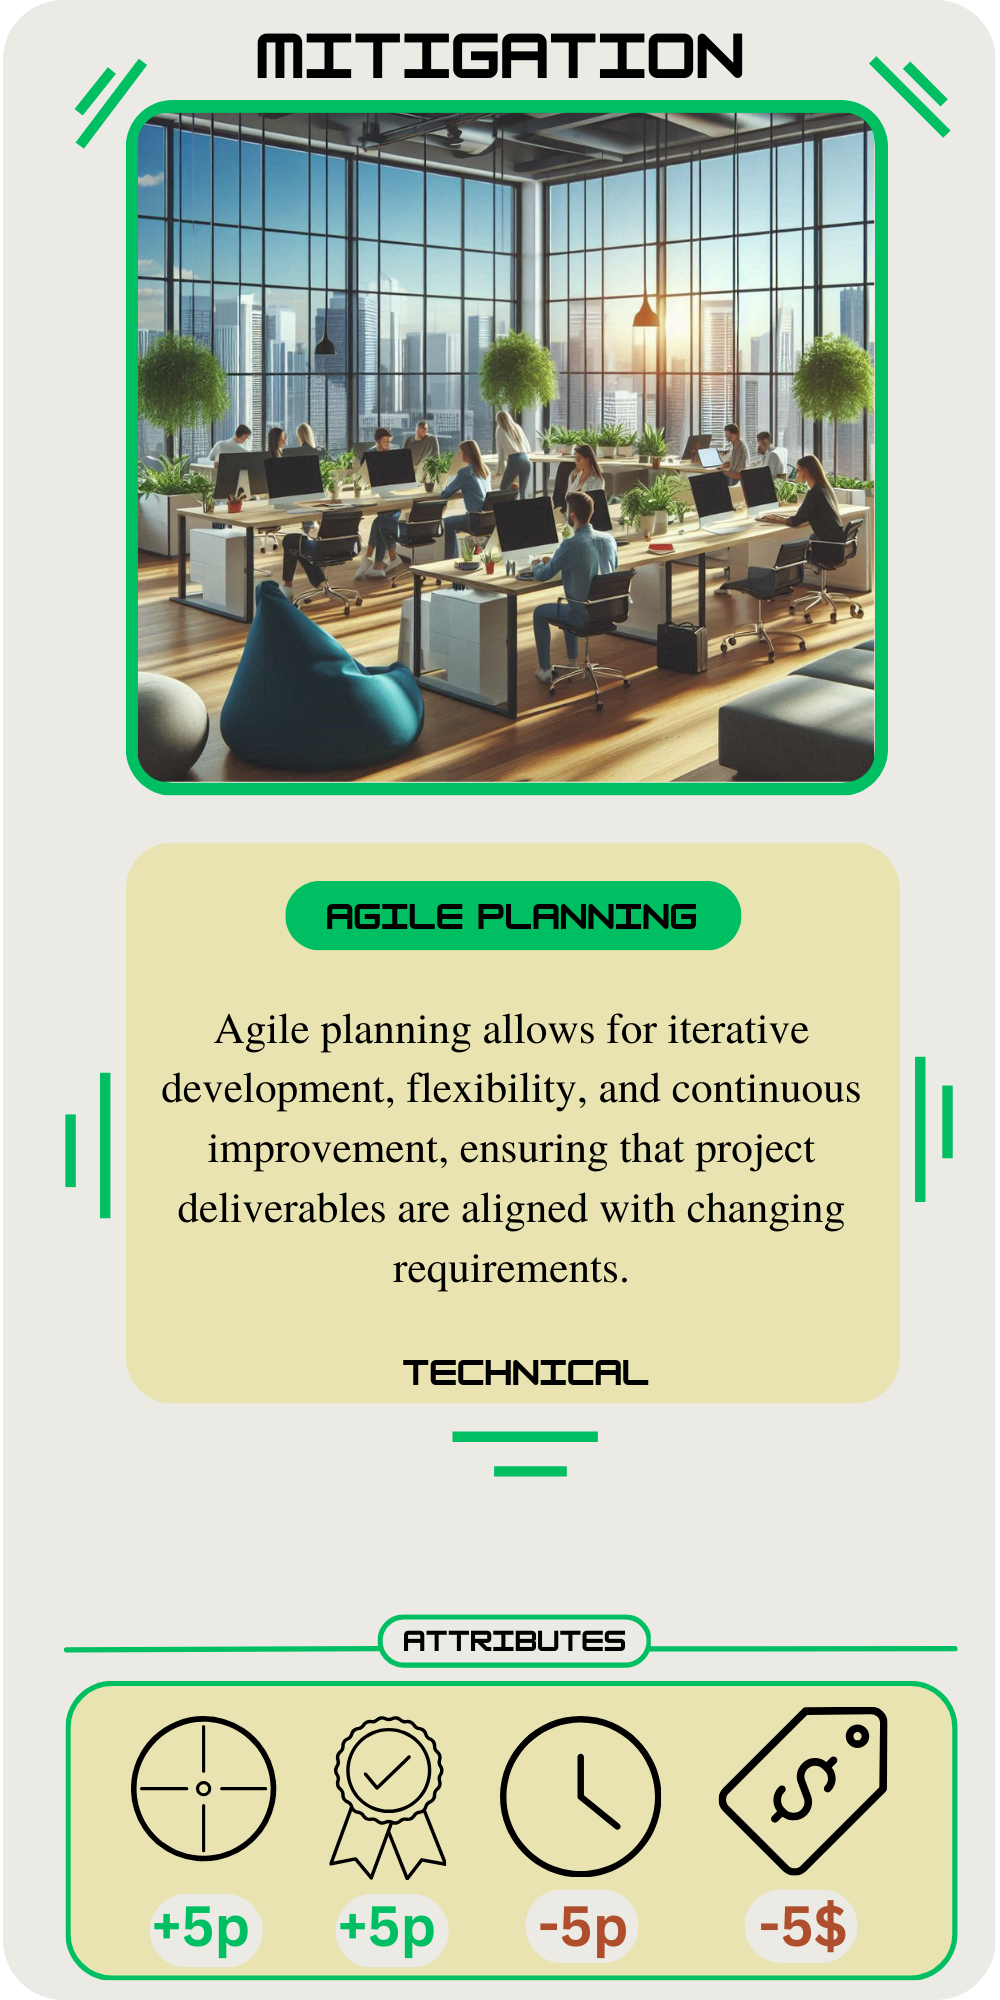 MITIGATION
AGILE PLANNING
Agile planning allows for iterative
development, flexibility, and continuous
improvement, ensuring that project
deliverables are aligned with changing
requirements.
TECHNICAL
ATTRIBUTES
$
+5p +5p -5p -5$